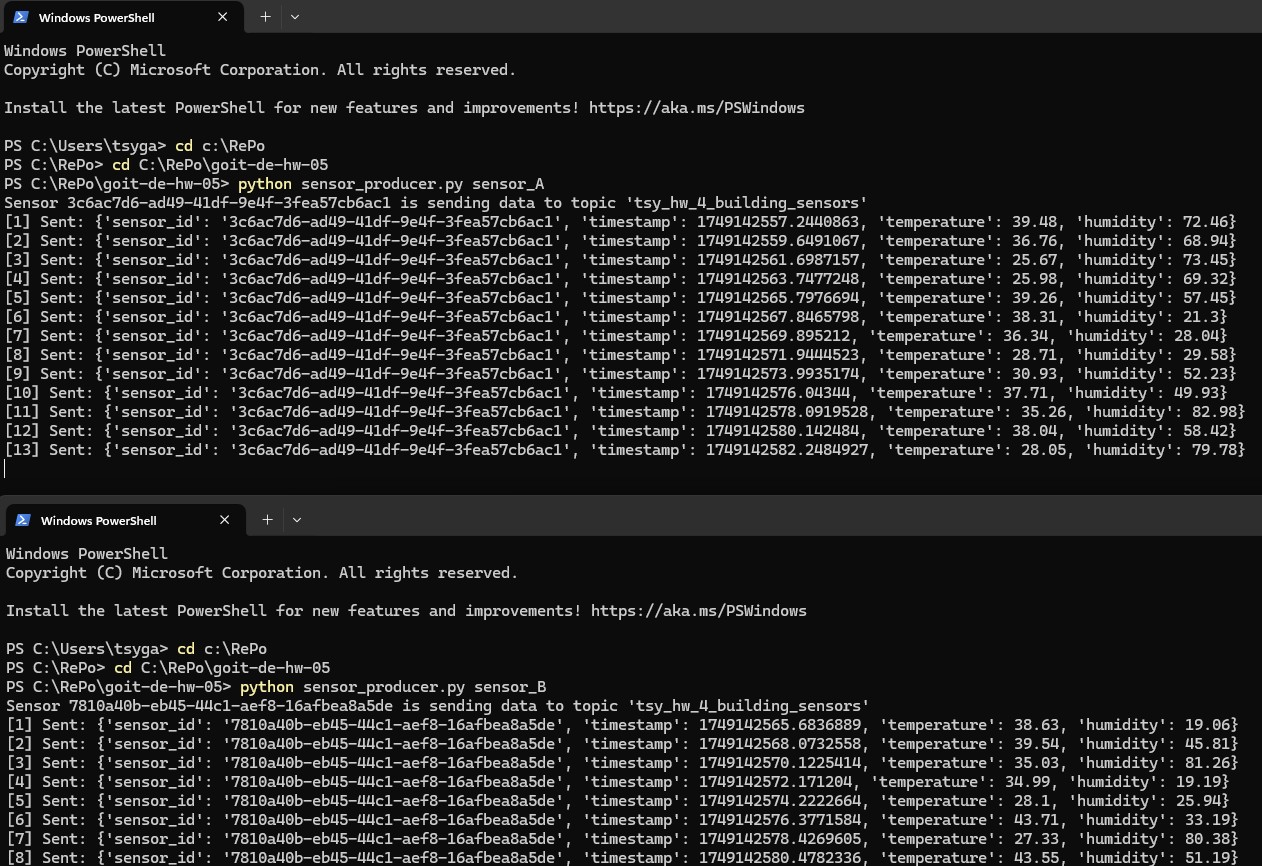 Windows PowerShell
Windows PowerShell
Copyright (C) Microsoft Corporation. All rights reserved.
Install the latest PowerShell for new features and improvements! https://aka.ms/PSWindows
PS C:\Users\tsyga> cd c:\RePo
PS C:\RePo> cd C:\RePo\goit-de-hw-05
PS C:\RePo\goit-de-hw-05> python sensor_producer.py sensor_A
Sensor 3c6ac7d6-ad49-41df-9e4f-3fea57cb6ac1 is sending data to topic 'tsy_hw_4_building_sensors'
[1] Sent: {'sensor_id': '3c6ac7d6-ad49-41df-9e4f-3fea57cb6ac1', 'timestamp': 1749142557.2440863, 'temperature': 39.48, 'humidity': 72.46}
[2] Sent: {'sensor_id': '3c6ac7d6-ad49-41df-9e4f-3fea57cb6ac1', 'timestamp': 1749142559.6491067, 'temperature': 36.76, 'humidity': 68.94}
[3] Sent: {'sensor_id': '3c6ac7d6-ad49-41df-9e4f-3fea57cb6ac1', 'timestamp': 1749142561.6987157, 'temperature': 25.67, 'humidity': 73.45}
[4] Sent: {'sensor_id': '3c6ac7d6-ad49-41df-9e4f-3fea57cb6ac1', 'timestamp': 1749142563.7477248, 'temperature': 25.98, 'humidity': 69.32}
[5] Sent: {'sensor_id': '3c6ac7d6-ad49-41df-9e4f-3fea57cb6ac1', 'timestamp': 1749142565.7976694, 'temperature': 39.26, 'humidity': 57.45}
[6] Sent: {'sensor_id': '3c6ac7d6-ad49-41df-9e4f-3fea57cb6ac1', 'timestamp': 1749142567.8465798, 'temperature': 38.31, 'humidity': 21.3}
[7] Sent: {'sensor_id': '3c6ac7d6-ad49-41df-9e4f-3fea57cb6ac1', 'timestamp': 1749142569.895212, 'temperature': 36.34, 'humidity': 28.04}
[8] Sent: {'sensor_id': '3c6ac7d6-ad49-41df-9e4f-3fea57cb6ac1', 'timestamp': 1749142571.9444523, 'temperature': 28.71, 'humidity': 29.58}
[9] Sent: {'sensor_id': '3c6ac7d6-ad49-41df-9e4f-3fea57cb6ac1', 'timestamp': 1749142573.9935174, 'temperature': 30.93, 'humidity': 52.23}
[10] Sent: {'sensor_id': '3c6ac7d6-ad49-41df-9e4f-3fea57cb6ac1', 'timestamp': 1749142576.04344, 'temperature': 37.71, 'humidity': 49.93}
[11] Sent: {'sensor_id': '3c6ac7d6-ad49-41df-9e4f-3fea57cb6ac1', 'timestamp': 1749142578.0919528, 'temperature': 35.26, 'humidity': 82.98}
[12] Sent: {'sensor_id': '3c6ac7d6-ad49-41df-9e4f-3fea57cb6ac1', 'timestamp': 1749142580.142484, 'temperature': 38.04, 'humidity': 58.42}
[13] Sent: {'sensor_id': '3c6ac7d6-ad49-41df-9e4f-3fea57cb6ac1', 'timestamp': 1749142582.2484927, 'temperature': 28.05, 'humidity': 79.78}
Windows PowerShell
Windows PowerShell
Copyright (C) Microsoft Corporation. All rights reserved.
Install the latest PowerShell for new features and improvements! https://aka.ms/PSWindows
PS C:\Users\tsyga> cd c:\RePo
PS C:\RePo> cd C:\RePo\goit-de-hw-05
PS C:\RePo\goit-de-hw-05> python sensor_producer.py sensor_B
Sensor 7810a40b-eb45-44c1-aef8-16afbea8a5de is sending data to topic 'tsy_hw_4_building_sensors'
[1] Sent: {'sensor_id': '7810a40b-eb45-44c1-aef8-16afbea8a5de', 'timestamp': 1749142565.6836889, 'temperature': 38.63, 'humidity': 19.06}
[2] Sent: {'sensor_id': '7810a40b-eb45-44c1-aef8-16afbea8a5de', 'timestamp': 1749142568.0732558, 'temperature': 39.54, 'humidity': 45.81}
[3] Sent: {'sensor_id': '7810a40b-eb45-44c1-aef8-16afbea8a5de', 'timestamp': 1749142570.1225414, 'temperature': 35.03, 'humidity': 81.26}
[4] Sent: {'sensor_id': '7810a40b-eb45-44c1-aef8-16afbea8a5de', 'timestamp': 1749142572.171204, 'temperature': 34.99, 'humidity': 19.19}
[5] Sent: {'sensor_id': '7810a40b-eb45-44c1-aef8-16afbea8a5de', 'timestamp': 1749142574.2222664, 'temperature': 28.1, 'humidity': 25.94}
[6] Sent: {'sensor_id': '7810a40b-eb45-44c1-aef8-16afbea8a5de', 'timestamp': 1749142576.3771584, 'temperature': 43.71, 'humidity': 33.19}
[7] Sent: {'sensor_id': '7810a40b-eb45-44c1-aef8-16afbea8a5de', 'timestamp': 1749142578.4269605, 'temperature': 27.33, 'humidity': 80.38}
[8] Sent: {'sensor_id': '7810a40b-eb45-44c1-aef8-16afbea8a5de', 'timestamp': 1749142580.4782336, 'temperature': 43.55, 'humidity': 51.19}